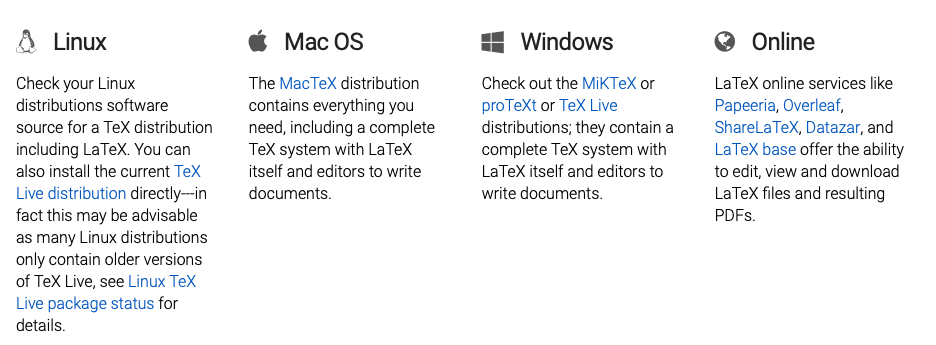 Linux
Check your Linux
distributions software
source for a TeX distribution
including LaTeX. You can
also install the current TeX
Live distribution directly---in
fact this may be advisable
as many Linux distributions
only contain older versions
of TeX Live, see Linux TeX
Live package status for
details.
Mac OS
The MacTeX distribution
contains everything you
need, including a complete
TeX system with LaTeX
itself and editors to write
documents.
Windows
Check out the MiKTeX or
proTeXt or TeX Live
distributions; they contain a
complete TeX system with
LaTeX itself and editors to
write documents.
Online
LaTeX online services like
Papeeria, Overleaf,
ShareLaTeX, Datazar, and
LaTeX base offer the ability
to edit, view and download
LaTeX files and resulting
PDFs.